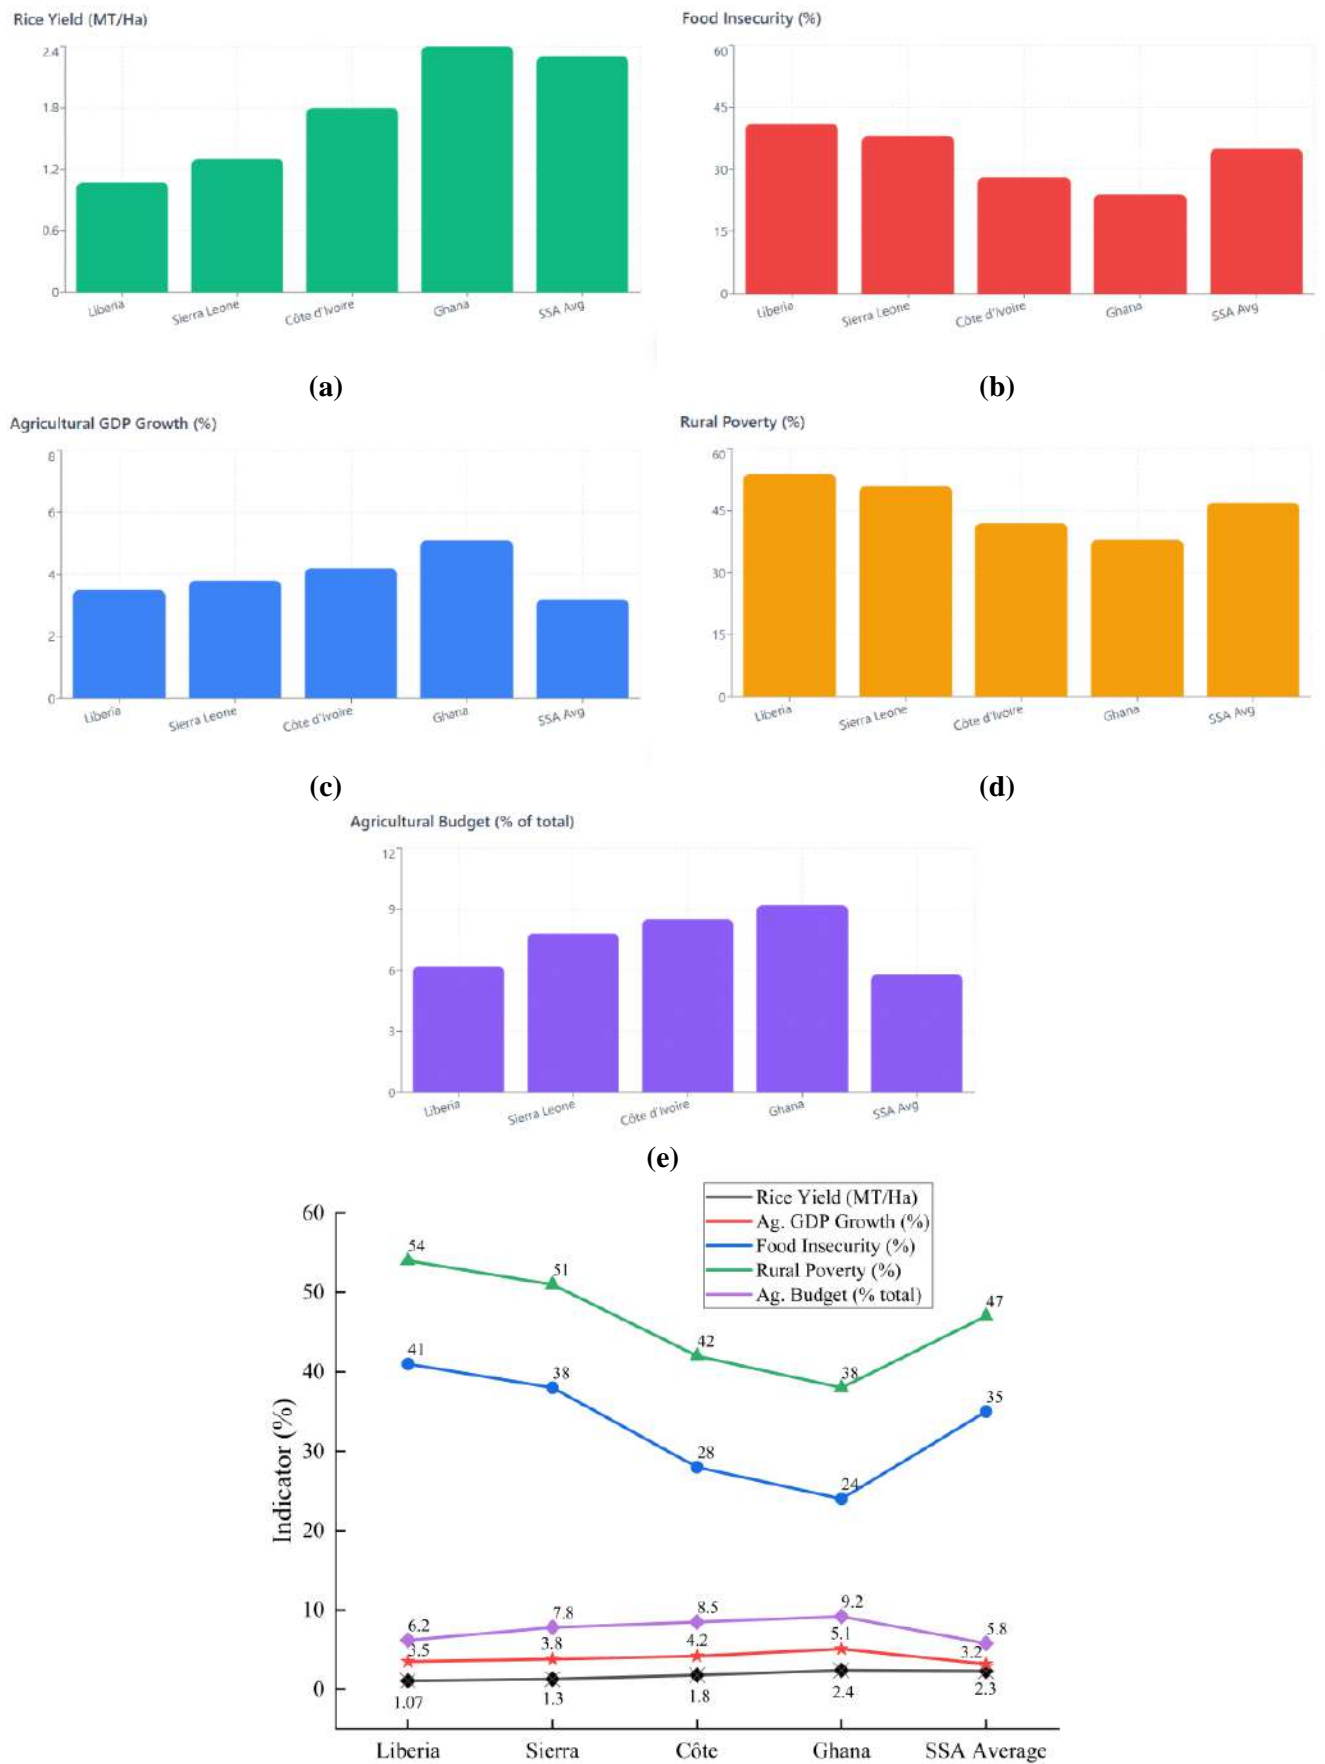 Rice Yield (MT/Ha)
2.4
1.8
1.2
0.6
0
Liberia
Sierra Leone
Côte d'Ivoire
Ghana
SSA Avg
(a)
Food Insecurity (%)
60
45
30
15
0
Liberia
Sierra Leone
Côte d'Ivoire
Ghana
SSA Avg
(b)
Agricultural GDP Growth (%)
8
6
4
2
0
Liberia
Sierra Leone
Côte d'Ivoire
Ghana
SSA Avg
(c)
Rural Poverty (%)
60
45
30
15
0
Liberia
Sierra Leone
Côte d'Ivoire
Ghana
SSA Avg
(d)
Agricultural Budget (% of total)
12
9
6
3
0
Liberia
Sierra Leone
Côte d'Ivoire
Ghana
SSA Avg
(e)
Rice Yield (MT/Ha)
Ag. GDP Growth (%)
Food Insecurity (%)
Rural Poverty (%)
Ag. Budget (% total)
Indicator (%)
60
50
40
30
20
10
0
54
51
42
38
47
41
38
28
24
35
6.2
7.8
8.5
9.2
5.8
3.5
3.8
4.2
5.1
3.2
1.07
1.3
1.8
2.4
2.3
Liberia
Sierra
Côte
Ghana
SSA Average